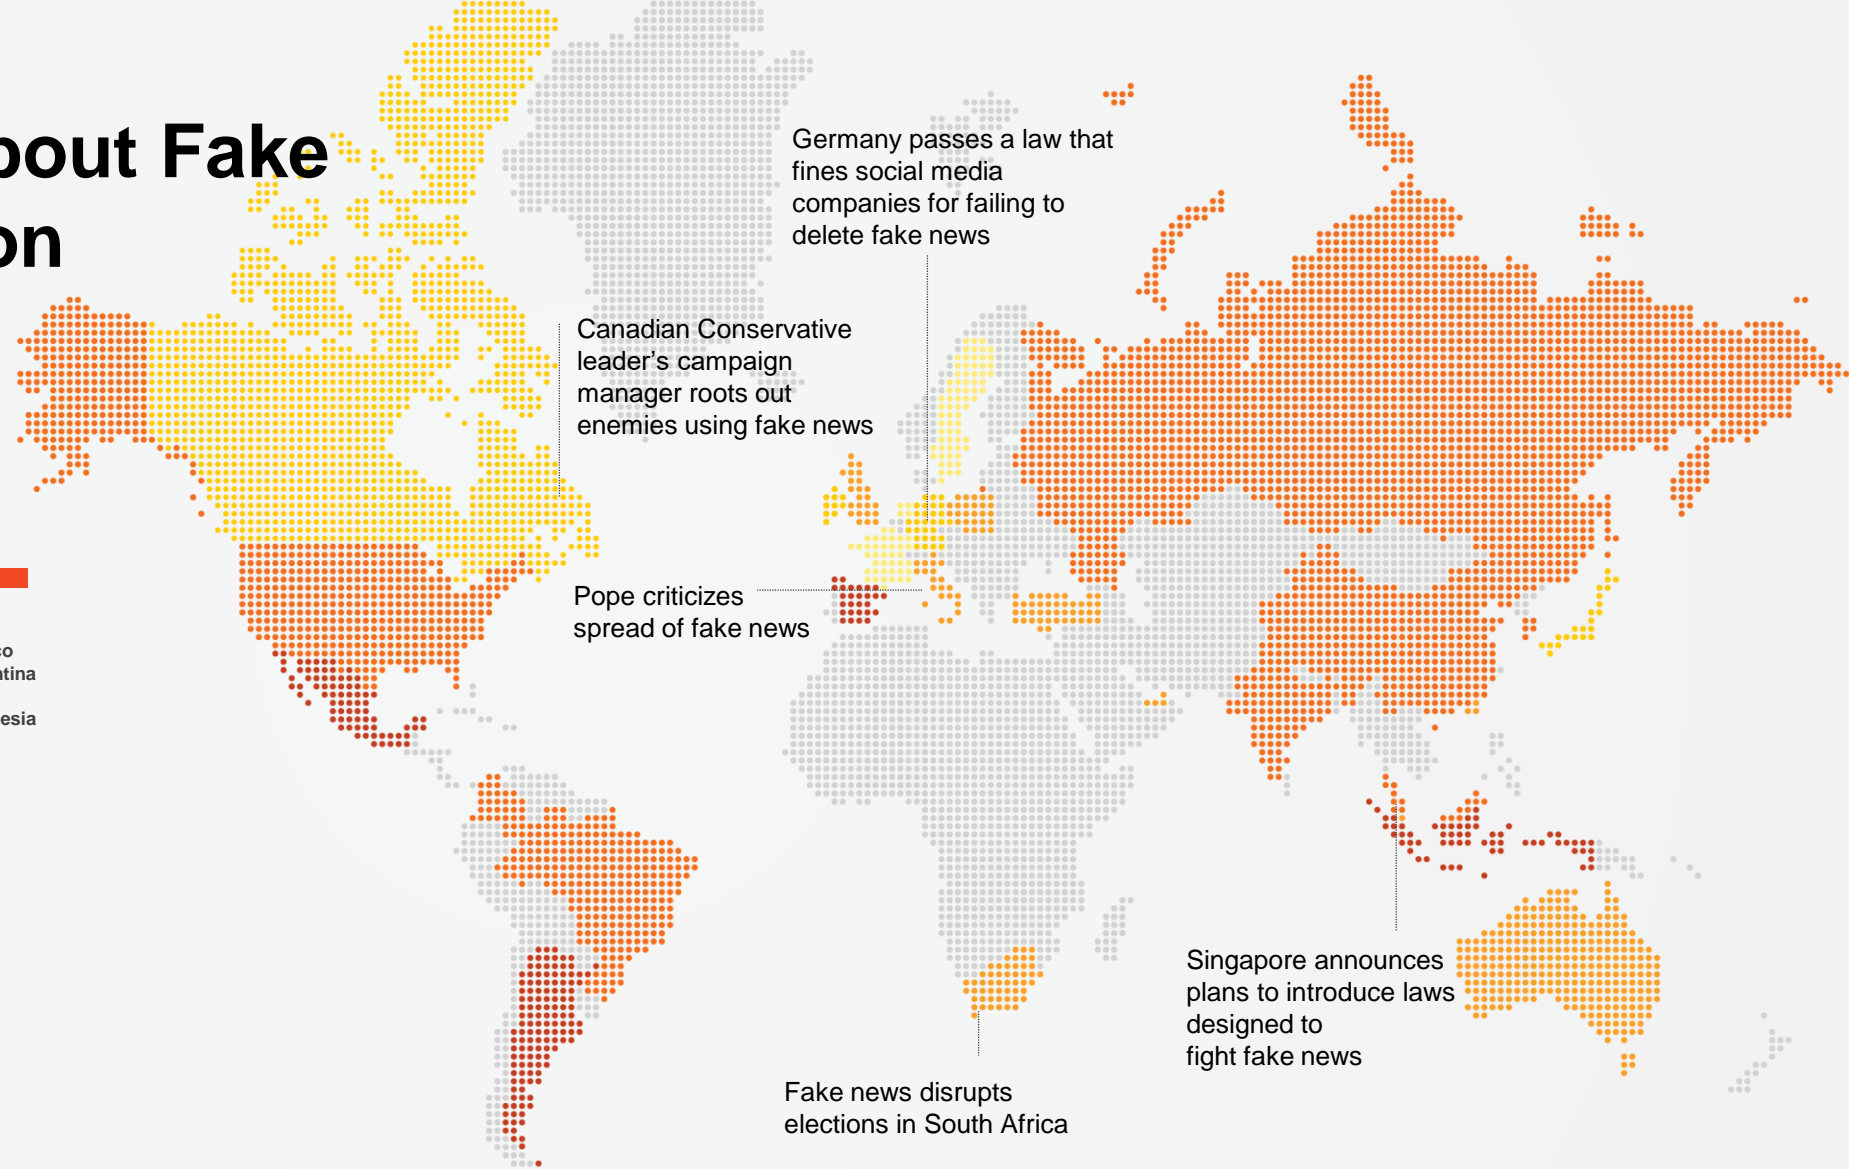 bout Fake
on
Germany passes a law that
fines social media
companies for failing to
delete fake news
Canadian Conservative
leader’s campaign
manager roots out
enemies using fake news
Pope criticizes
spread of fake news
co
ntina
esia
Singapore announces
plans to introduce laws
designed to
fight fake news
Fake news disrupts
elections in South Africa